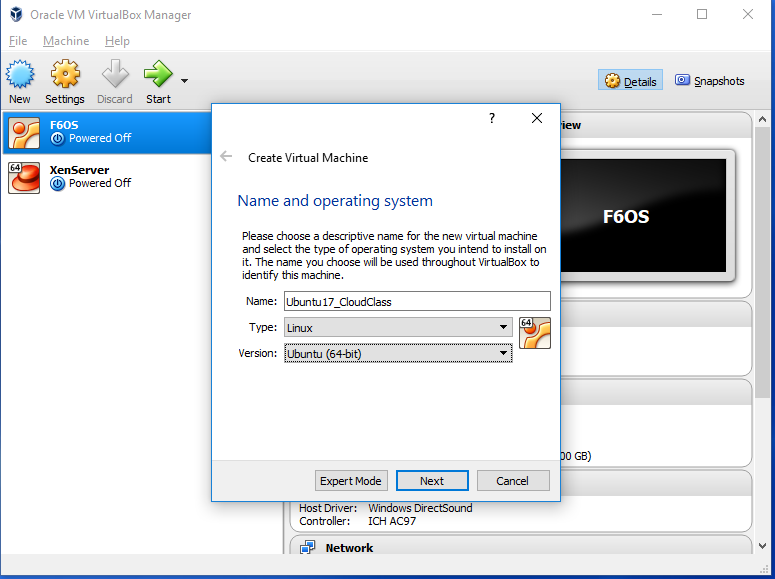 Oracle VM VirtualBox Manager
File Machine Help
New Settings Discard Start
Details Snapshots
F6OS
Powered Off
64
XenServer
Powered Off
?
Create Virtual Machine
Name and operating system
Please choose a descriptive name for the new virtual machine
and select the type of operating system you intend to install on
it. The name you choose will be used throughout VirtualBox to
identify this machine.
Name: Ubuntu17_CloudClass
Type: Linux
64
Version: Ubuntu (64-bit)
Expert Mode Next Cancel
iew
F6OS
00 GB)
Host Driver: Windows DirectSound
Controller: ICH AC97
Network